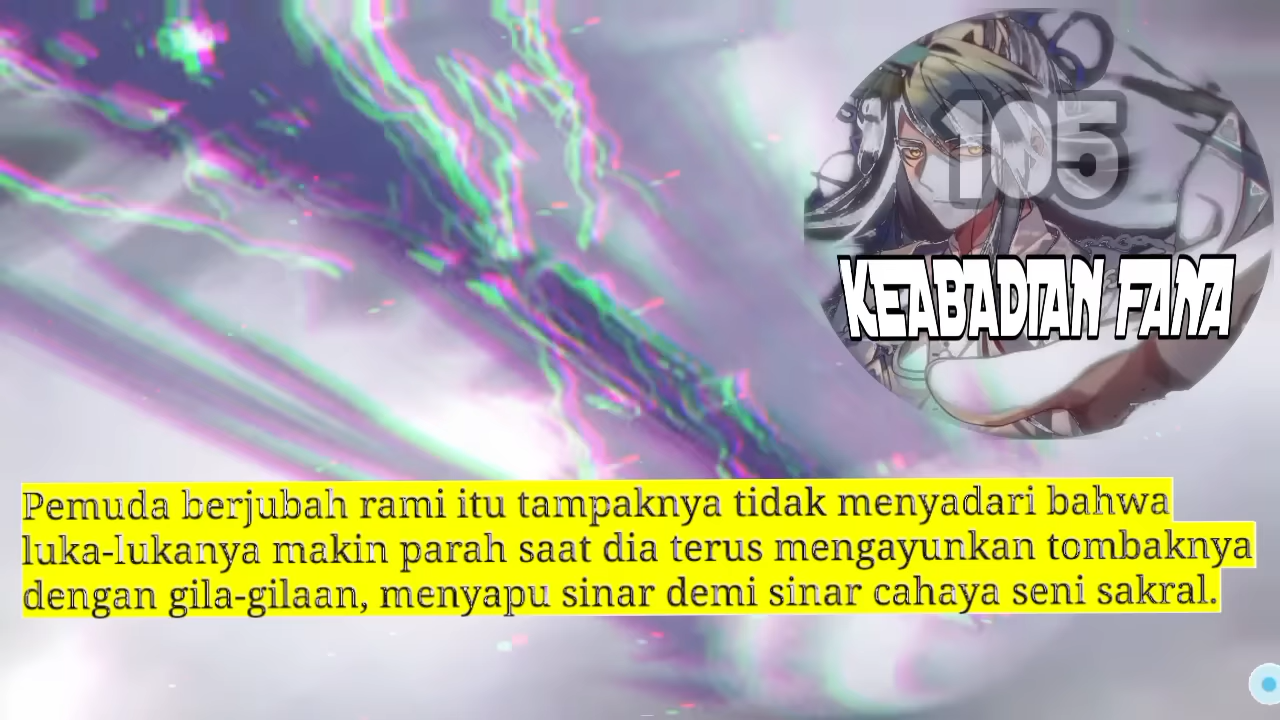 105
KEABADIAN FANA
Pemuda berjubah rami itu tampaknya tidak menyadari bahwa
luka-lukanya makin parah saat dia terus mengayunkan tombaknya
dengan gila-gilaan, menyapu sinar demi sinar cahaya seni sakral.